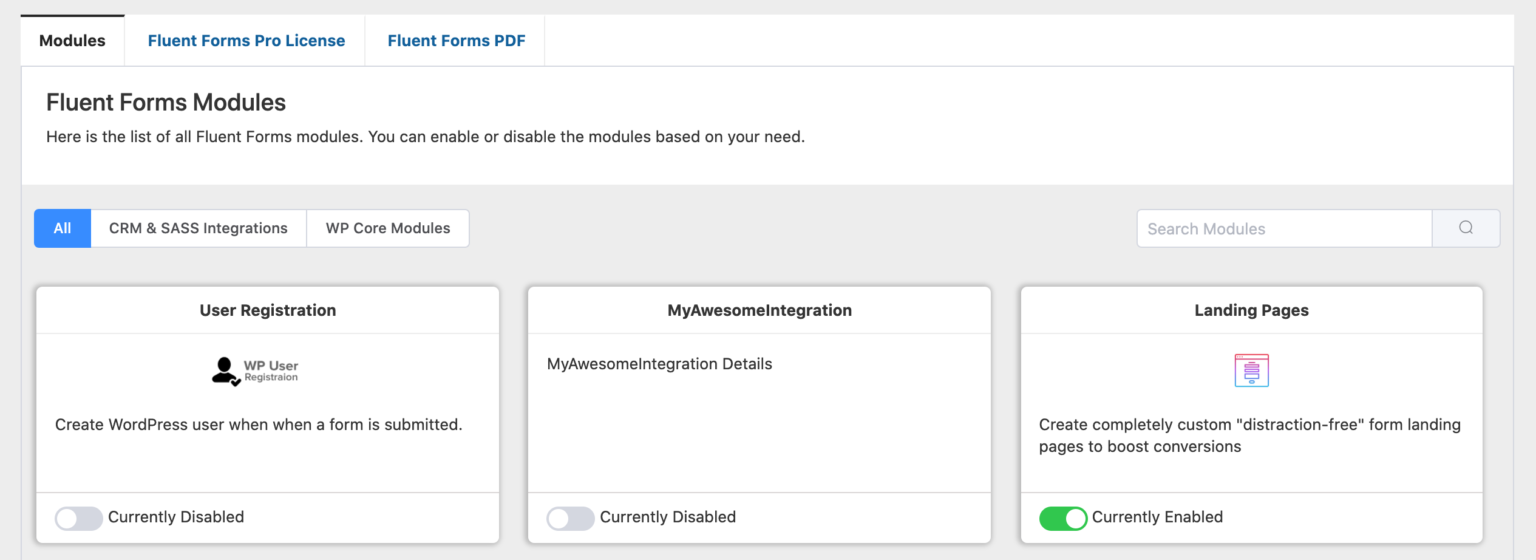 Modules
Fluent Forms Pro License
Fluent Forms PDF
Fluent Forms Modules
Here is the list of all Fluent Forms modules. You can enable or disable the modules based on your need.
All
CRM & SASS Integrations
WP Core Modules
Search Modules
User Registration
WP User
Registraion
Create WordPress user when when a form is submitted.
Currently Disabled
MyAwesomeIntegration
MyAwesomeIntegration Details
Currently Disabled
Landing Pages
Create completely custom "distraction-free" form landing
pages to boost conversions
Currently Enabled